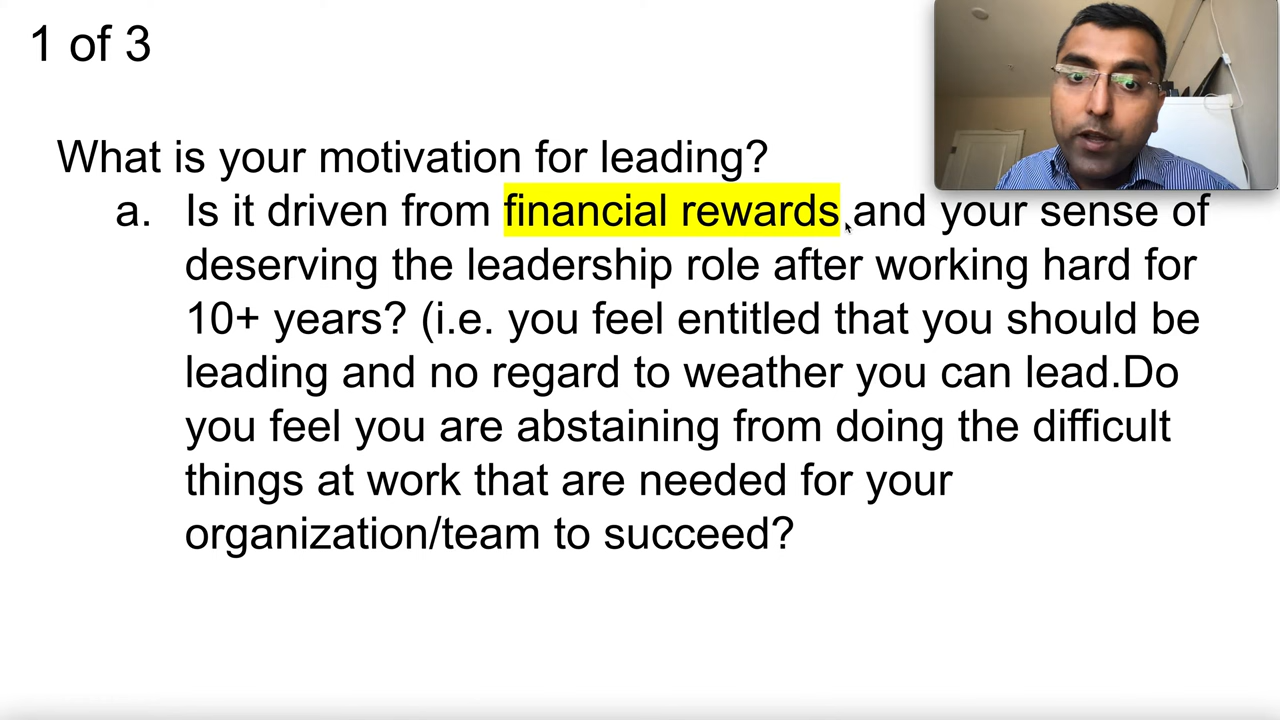 1 of 3
What is your motivation for leading?
a. Is it driven from financial rewards and your sense of
deserving the leadership role after working hard for
10+ years? (i.e. you feel entitled that you should be
leading and no regard to weather you can lead.Do
you feel you are abstaining from doing the difficult
things at work that are needed for your
organization/team to succeed?